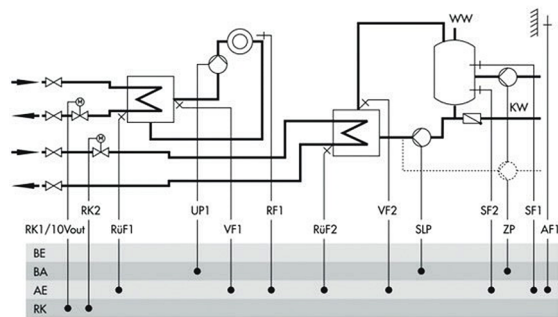 WW
M
KW
M
RK2
UP1
RF1
VF2
SF2
SF1
RK1/10Vout
RüF1
VF1
RüF2
SLP
ZP
AF1
BE
BA
AE
RK